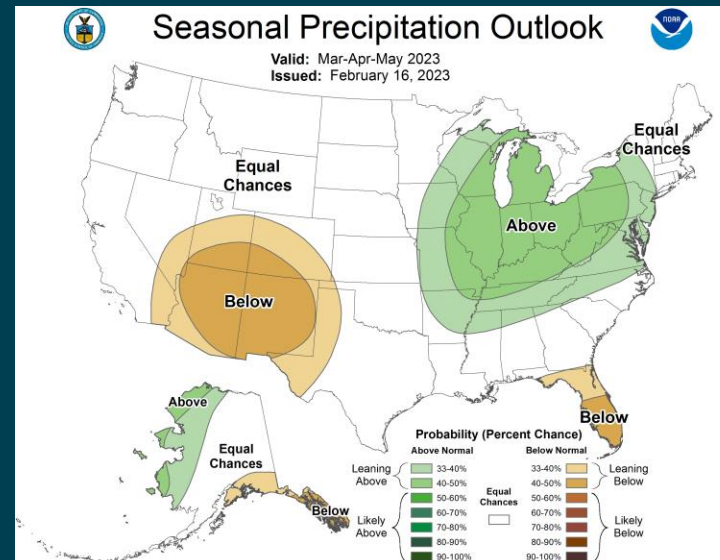 Seasonal Precipitation Outlook
NOAA
Valid: Mar-Apr-May 2023
Issued: February 16, 2023
Equal
Chances
Equal
Chances
Above
Below
Above
Equal
Chances
Below
Below
Probability (Percent Chance)
Above Normal
Below Normal
Leaning
Above
33-40%
40-50%
Likely
Above
50-60%
60-70%
70-80%
80-90%
90-100%
Equal
Chances
33-40%
40-50%
Leaning
Below
50-60%
60-70%
70-80%
80-90%
90-100%
Likely
Below